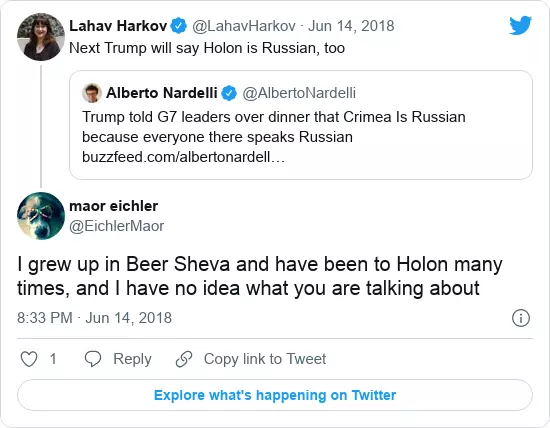 Lahav Harkov @LahavHarkov · Jun 14, 2018
Next Trump will say Holon is Russian, too
Alberto Nardelli @AlbertoNardelli
Trump told G7 leaders over dinner that Crimea Is Russian
because everyone there speaks Russian
buzzfeed.com/albertonardell…
maor eichler
@EichlerMaor
I grew up in Beer Sheva and have been to Holon many
times, and I have no idea what you are talking about
8:33 PM · Jun 14, 2018
1 Reply Copy link to Tweet
Explore what's happening on Twitter